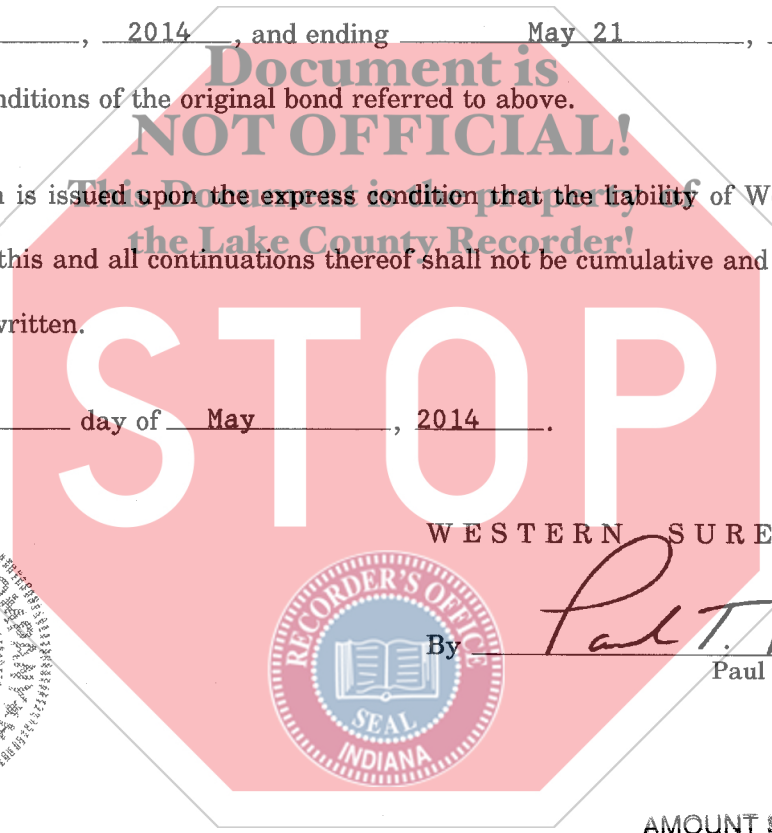 , 2014 , and ending May 21 ,
Document is
nditions of the original bond referred to above.
NOT OFFICIAL!
is issued upon the express condition that the liability of W
This Document is the property of
the Lake County Recorder!
this and all continuations thereof shall not be cumulative and
written.
STOP
day of May , 2014 .
WESTERN SURE
RECORDER'S OFFICE
By Paul T.
Paul
SEAL
INDIANA
AMOUNT